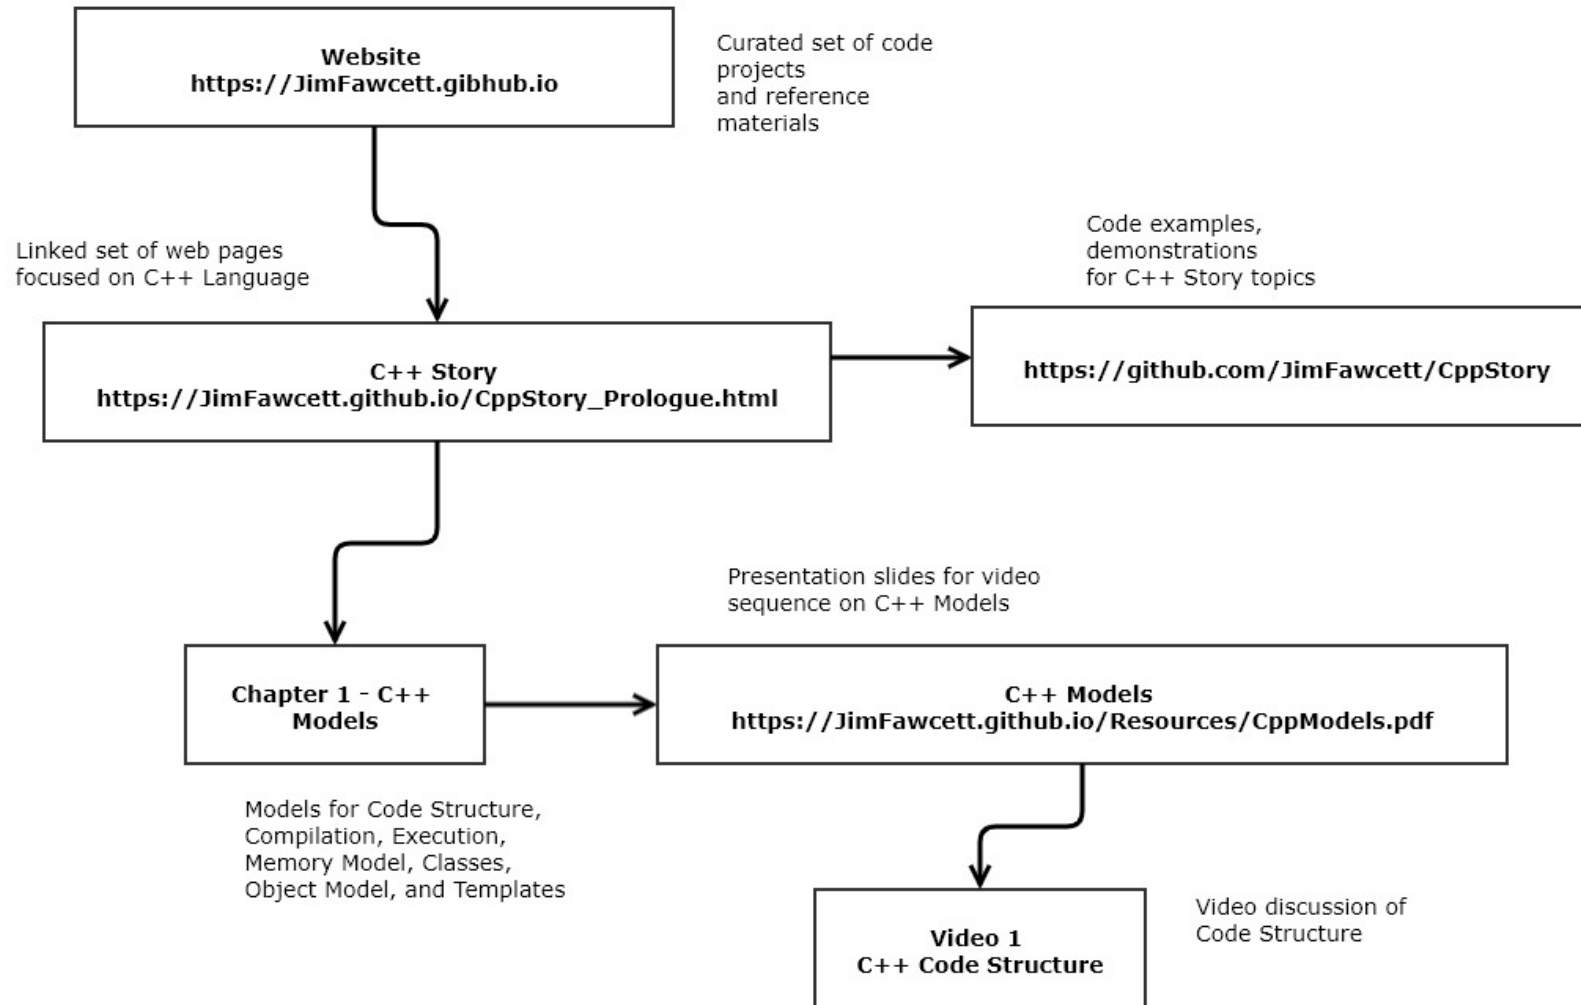 Website
https://JimFawcett.gibhub.io
Curated set of code
projects
and reference
materials
Linked set of web pages
focused on C++ Language
Code examples,
demonstrations
for C++ Story topics
C++ Story
https://JimFawcett.github.io/CppStory_Prologue.html
https://github.com/JimFawcett/CppStory
Presentation slides for video
sequence on C++ Models
Chapter 1 - C++
Models
C++ Models
https://JimFawcett.github.io/Resources/CppModels.pdf
Models for Code Structure,
Compilation, Execution,
Memory Model, Classes,
Object Model, and Templates
Video 1
C++ Code Structure
Video discussion of
Code Structure